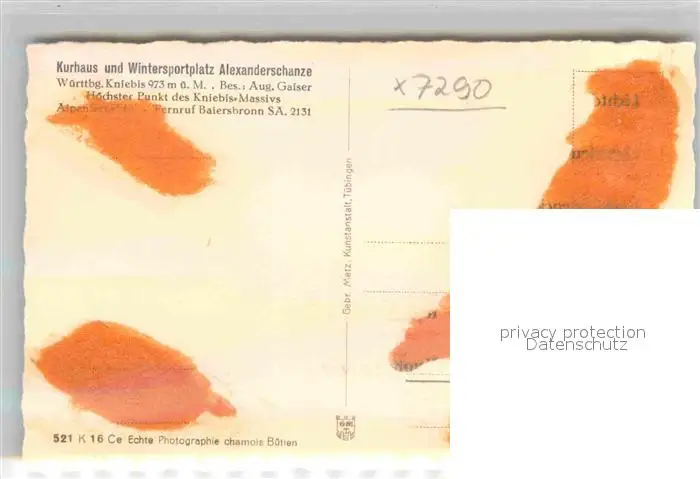 Kurhaus und Wintersportplatz Alexanderschanze
Württbg. Kniebis 973 m ü. M. , Bes.: Aug. Gaiser
Höchster Punkt des Kniebis-Massivs
Fernruf Baiersbronn SA. 2131
x7290
Gebr. Metz, Kunstanstalt, Tübingen
privacy protection
Datenschutz
521 K 16 Ce Echte Photographie chamois Bütten